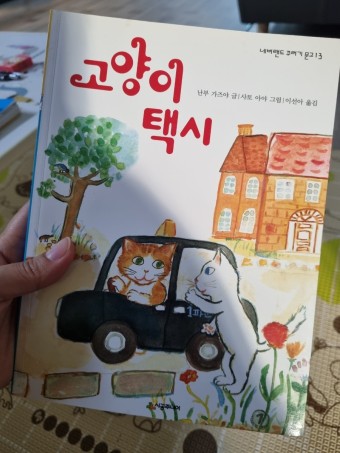 네버랜드 꼬마기 문고 13
고양이
택시
난부 가즈야 글 | 사토 아야 그림 | 이선아 옮김
시공주니어